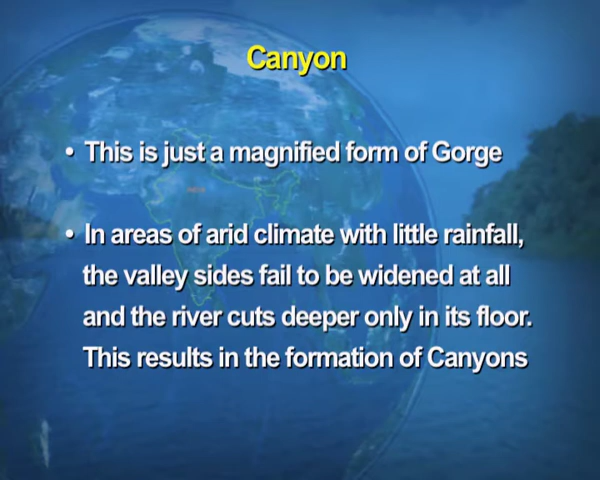 Canyon
• This is just a magnified form of Gorge
• In areas of arid climate with little rainfall,
the valley sides fail to be widened at all
and the river cuts deeper only in its floor.
This results in the formation of Canyons